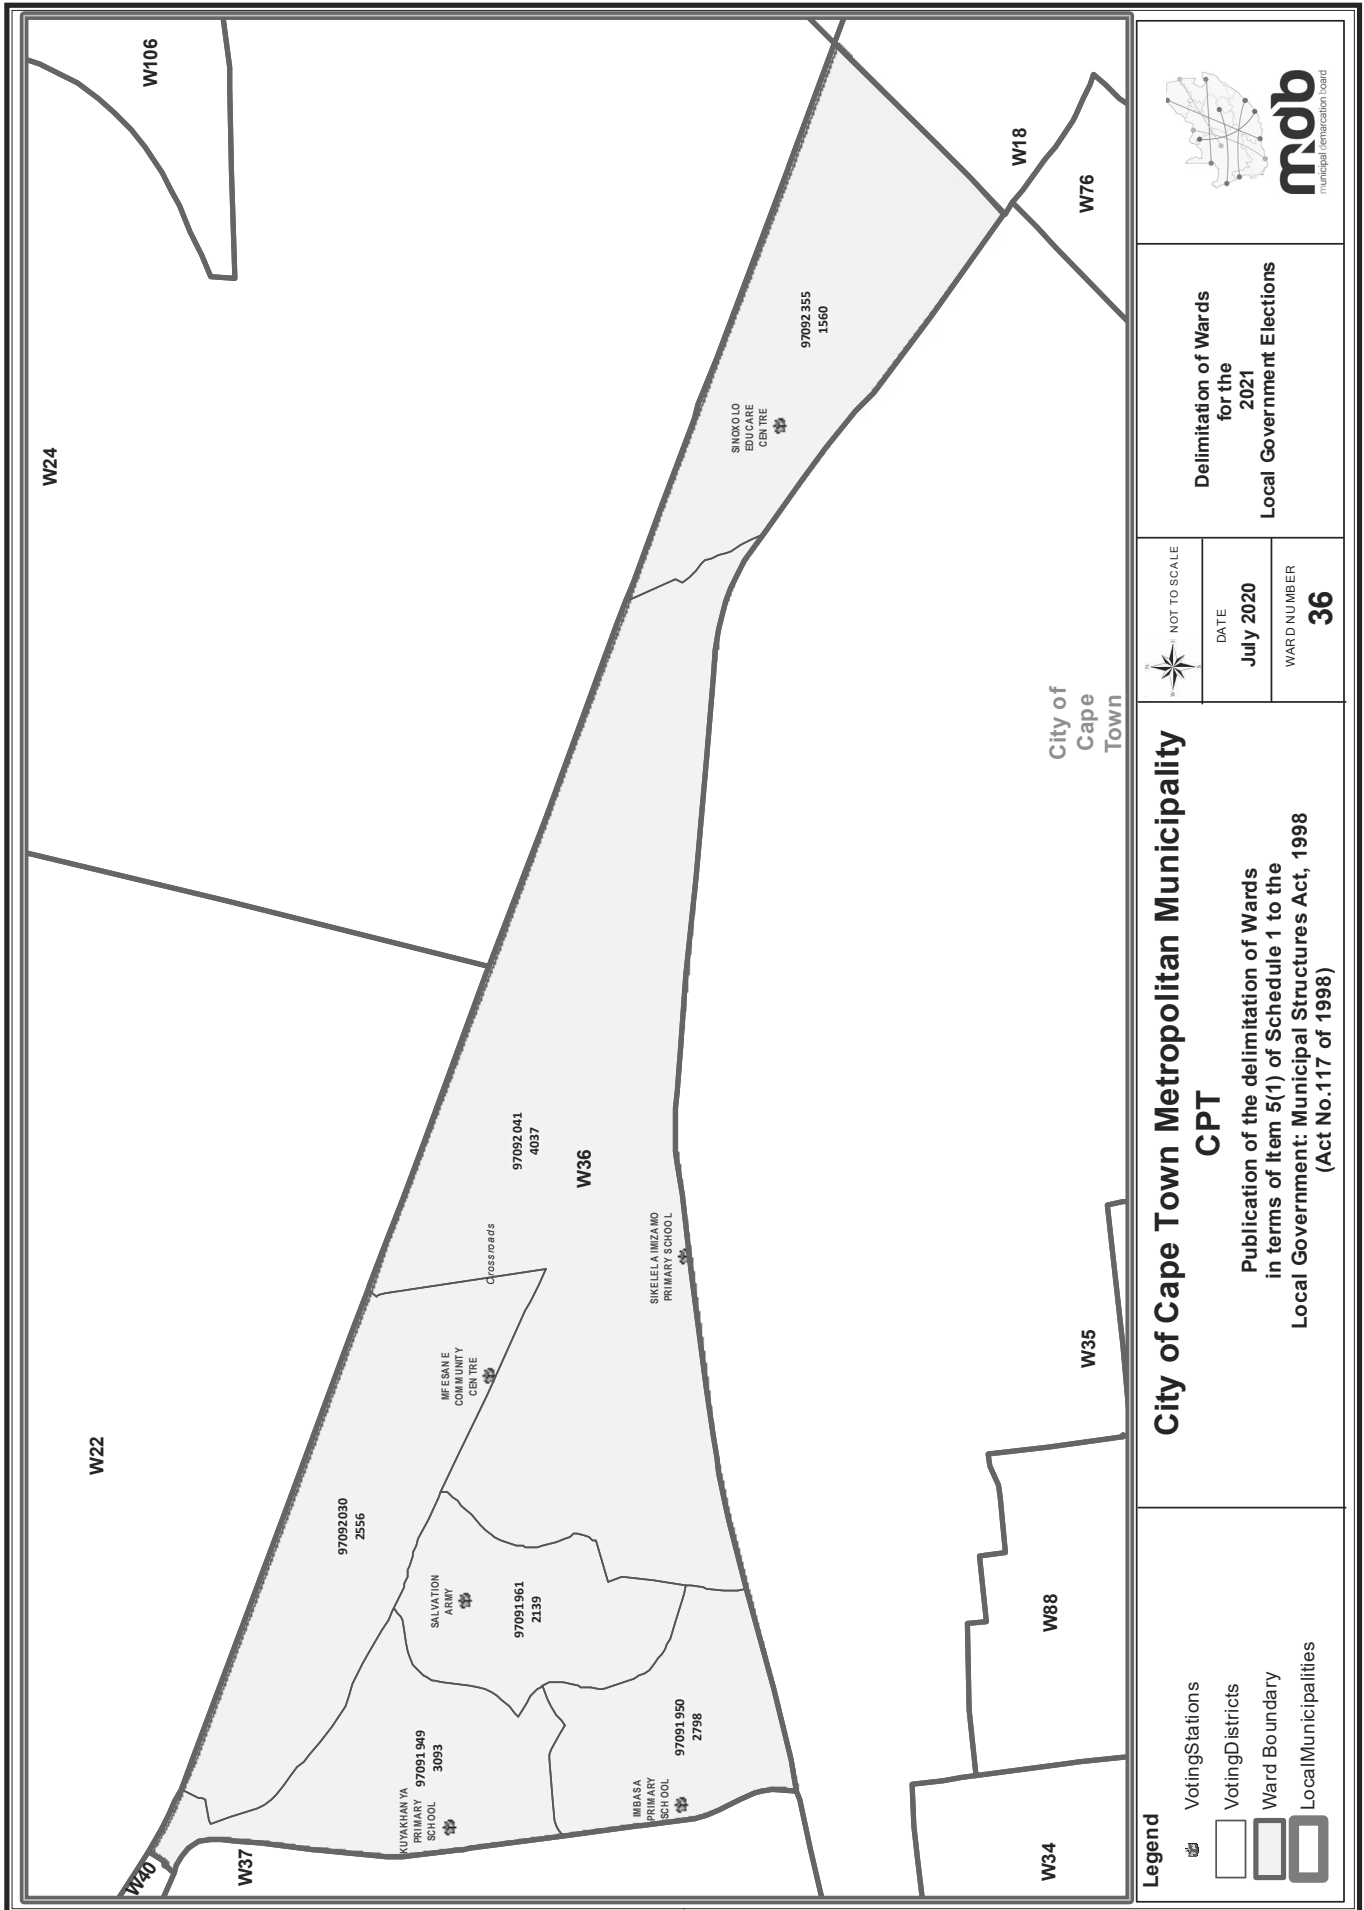 W106
W24
W22
W18
W76
97092355
1560
SINOXOLO
EDUCARE
CENTRE
97092041
4037
W36
Crossroads
SIKELELA IMIZAMO
PRIMARY SCHOOL
MFESANE
COMMUNITY
CENTRE
97092030
2556
SALVATION
ARMY
97091961
2139
97091949
3093
KUYAKHANYA
PRIMARY
SCHOOL
97091950
2798
IMBASA
PRIMARY
SCHOOL
W40
W37
W34
W88
W35
City of
Cape
Town
Legend
VotingStations
VotingDistricts
Ward Boundary
LocalMunicipalities
City of Cape Town Metropolitan Municipality
CPT
Publication of the delimitation of Wards
in terms of Item 5(1) of Schedule 1 to the
Local Government: Municipal Structures Act, 1998
(Act No.117 of 1998)
N
W E
S
NOT TO SCALE
DATE
July 2020
WARD NUMBER
36
Delimitation of Wards
for the
2021
Local Government Elections
mdb
municipal demarcation board